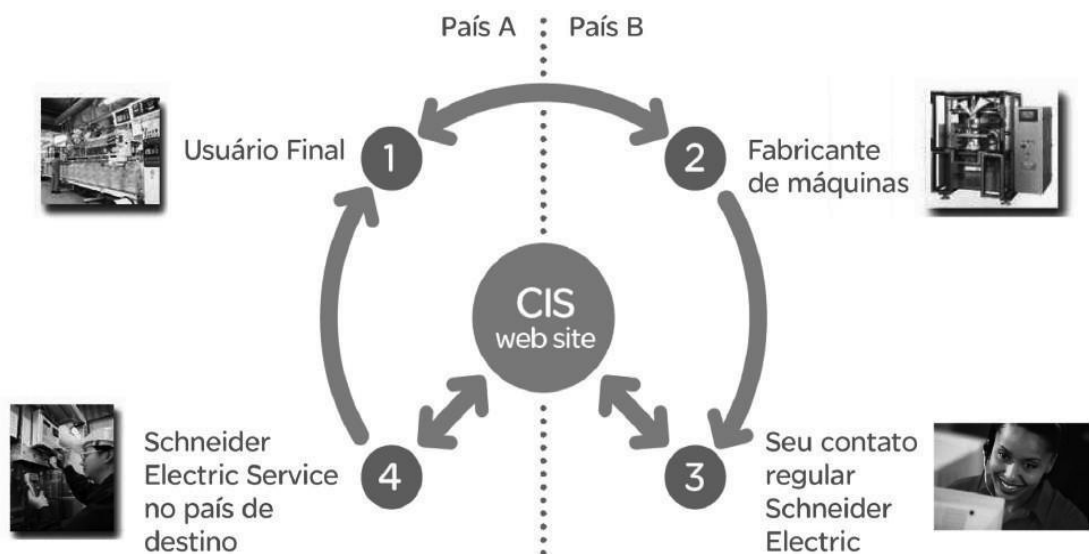 País A
País B
Usuário Final
1
2
Fabricante
de máquinas
CIS
web site
Schneider
Electric Service
no país de
destino
4
3
Seu contato
regular
Schneider
Electric